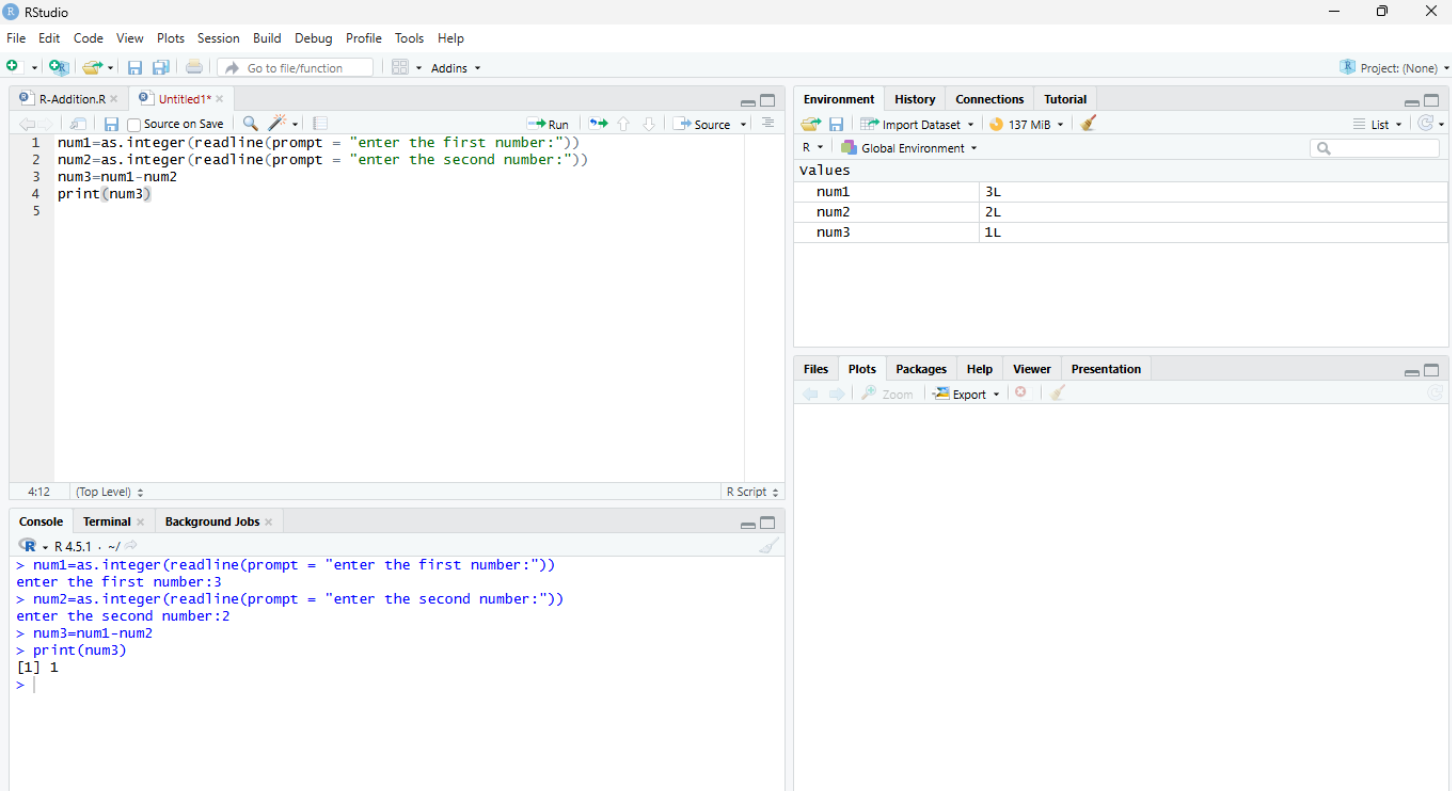 RStudio
File Edit Code View Plots Session Build Debug Profile Tools Help
Go to file/function Addins Project: (None)
R-Addition.R Untitled1*
Source on Save Run Source
1 num1=as.integer(readline(prompt = "enter the first number:"))
2 num2=as.integer(readline(prompt = "enter the second number:"))
3 num3=num1-num2
4 print(num3)
5
4:12 (Top Level) R Script
Console Terminal Background Jobs
R 4.5.1 · ~/
> num1=as.integer(readline(prompt = "enter the first number:"))
enter the first number:3
> num2=as.integer(readline(prompt = "enter the second number:"))
enter the second number:2
> num3=num1-num2
> print(num3)
[1] 1
>
Environment History Connections Tutorial
Import Dataset 137 MiB List
R Global Environment
Values
num1 3L
num2 2L
num3 1L
Files Plots Packages Help Viewer Presentation
Zoom Export